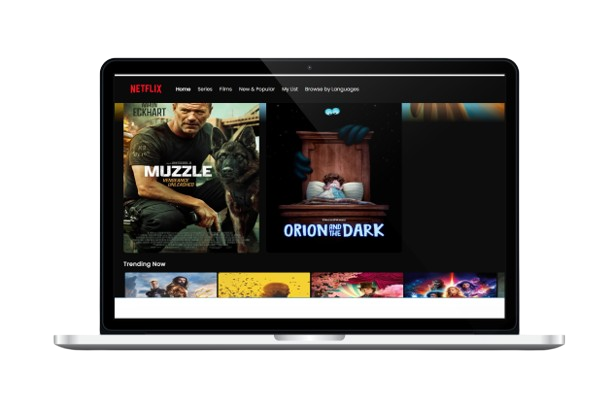 NETFLIX Home Series Films New & Popular My List Browse by Languages
ECKHART
MUZZLE
VENGEANCE
UNLEASHED
DREAMWORKS
ORION AND THE DARK
Trending Now